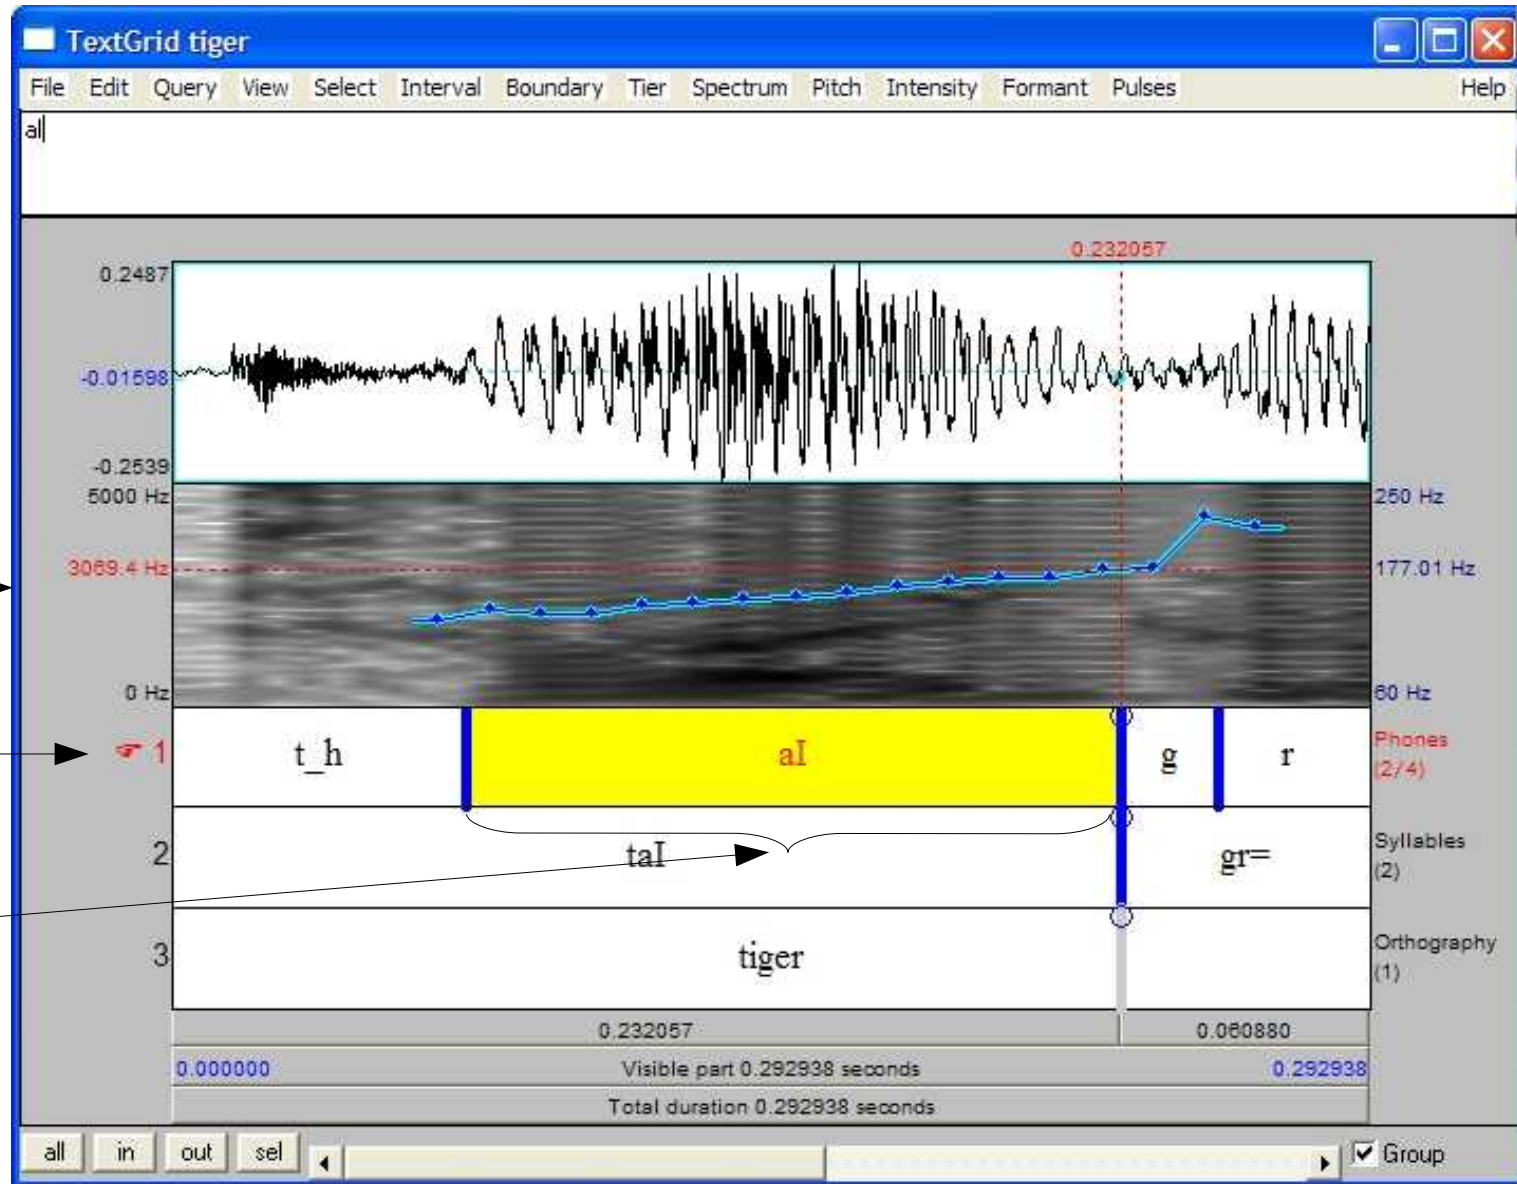 TextGrid tiger
File Edit Query View Select Interval Boundary Tier Spectrum Pitch Intensity Formant Pulses Help
aI
0.232057
0.2487
-0.01598
-0.2539
5000 Hz 250 Hz
3069.4 Hz 177.01 Hz
0 Hz 60 Hz
1 t_h aI g r Phones
(2/4)
2 taI gr= Syllables
(2)
3 tiger Orthography
(1)
0.232057 0.060880
0.000000 Visible part 0.292938 seconds 0.292938
Total duration 0.292938 seconds
all in out sel Group